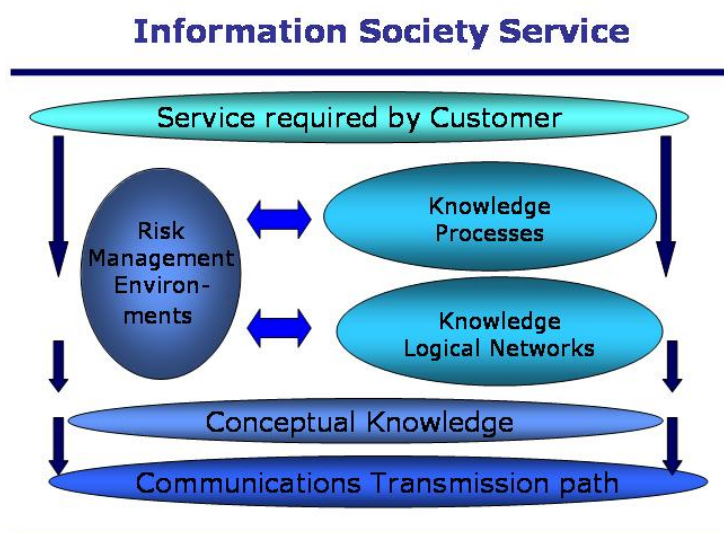 Information Society Service
Service required by Customer
Risk
Management
Environ-
ments
Knowledge
Processes
Knowledge
Logical Networks
Conceptual Knowledge
Communications Transmission path